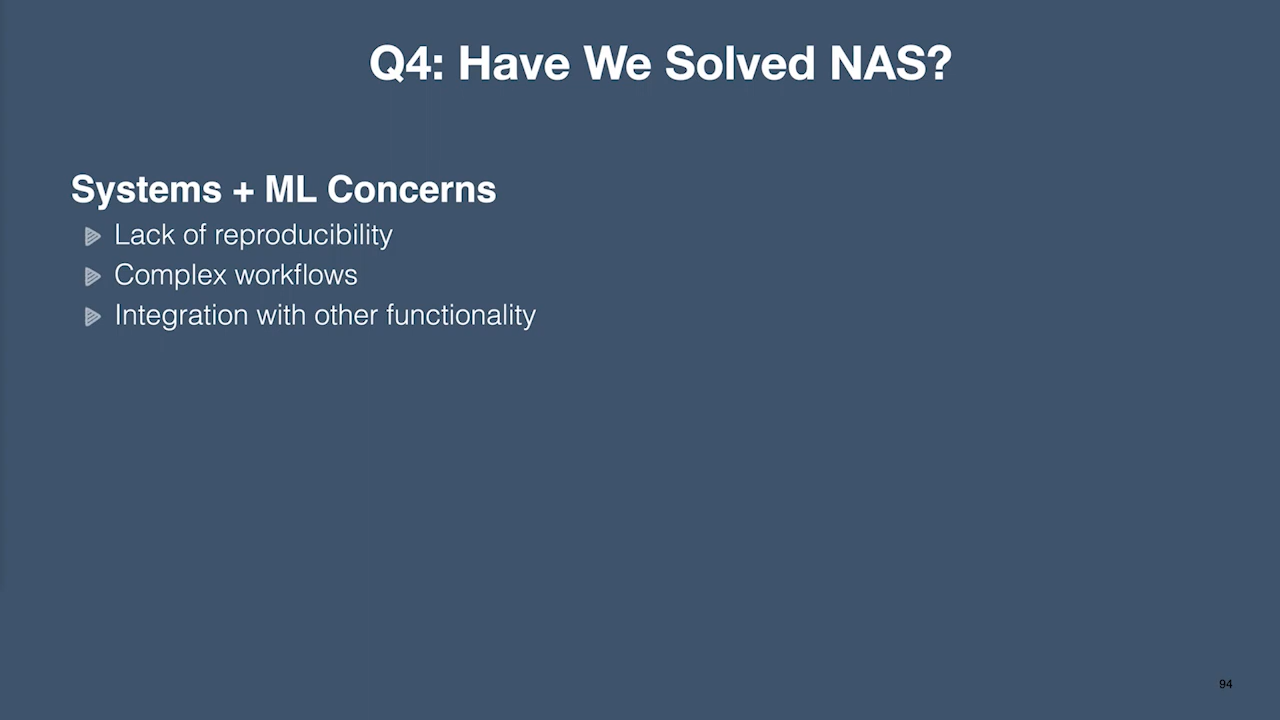 Q4: Have We Solved NAS?
Systems + ML Concerns
Lack of reproducibility
Complex workflows
Integration with other functionality
94